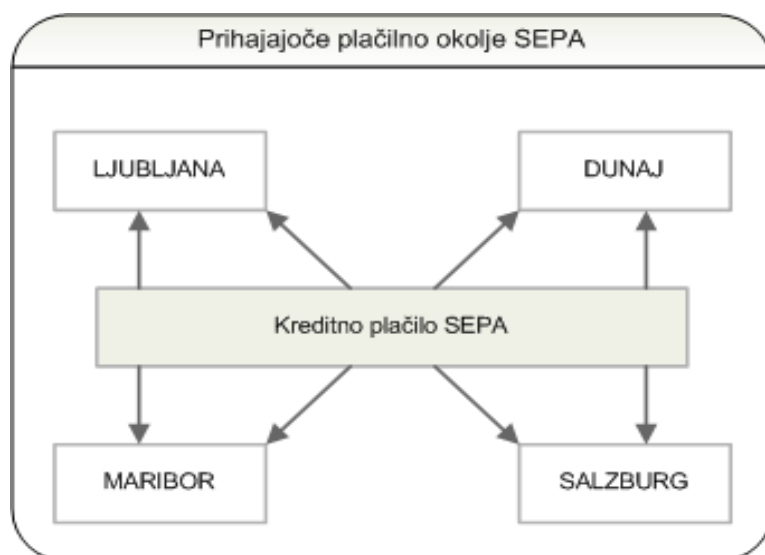 Prihajajoče plačilno okolje SEPA
LJUBLJANA
DUNAJ
Kreditno plačilo SEPA
MARIBOR
SALZBURG